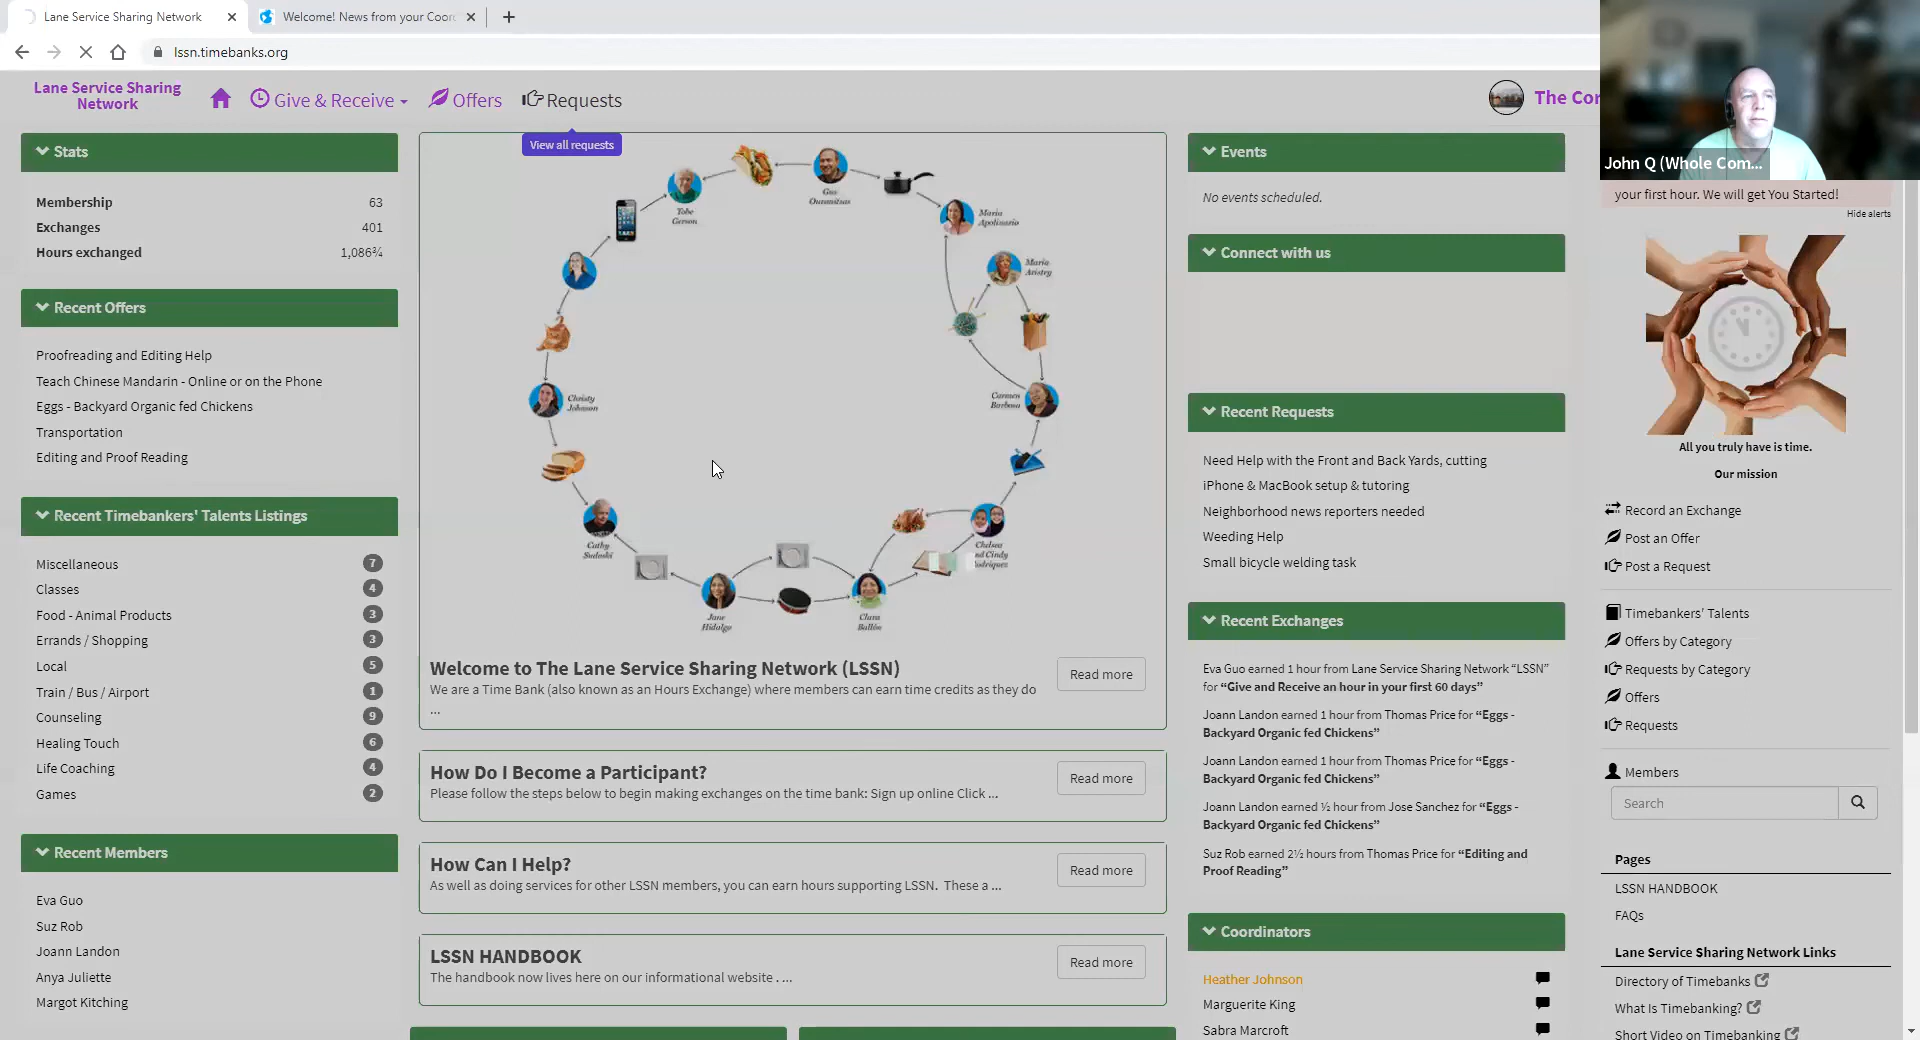 Lane Service Sharing Network
Welcome! News from your Coor
lssn.timebanks.org
Lane Service Sharing
Network
Give & Receive
Offers
Requests
View all requests
The Cor
John Q (Whole Com...
your first hour. We will get You Started!
Hide alerts
Stats
Membership 63
Exchanges 401
Hours exchanged 1,086¾
Recent Offers
Proofreading and Editing Help
Teach Chinese Mandarin - Online or on the Phone
Eggs - Backyard Organic fed Chickens
Transportation
Editing and Proof Reading
Recent Timebankers' Talents Listings
Miscellaneous 7
Classes 4
Food - Animal Products 3
Errands / Shopping 3
Local 5
Train / Bus / Airport 1
Counseling 9
Healing Touch 6
Life Coaching 4
Games 2
Recent Members
Eva Guo
Suz Rob
Joann Landon
Anya Juliette
Margot Kitching
Gus
Tobe
Gerson
Maria
Apolinario
Maria
Carmen
Barbosa
Christy
Johnson
Cathy
Chelsea
nd Cindy
Jane
Hidalgo
Clara
Welcome to The Lane Service Sharing Network (LSSN)
Read more
We are a Time Bank (also known as an Hours Exchange) where members can earn time credits as they do
...
How Do I Become a Participant?
Read more
Please follow the steps below to begin making exchanges on the time bank: Sign up online Click ...
How Can I Help?
Read more
As well as doing services for other LSSN members, you can earn hours supporting LSSN. These a ...
LSSN HANDBOOK
Read more
The handbook now lives here on our informational website . ...
Events
No events scheduled.
Connect with us
Recent Requests
Need Help with the Front and Back Yards, cutting
iPhone & MacBook setup & tutoring
Neighborhood news reporters needed
Weeding Help
Small bicycle welding task
Recent Exchanges
Eva Guo earned 1 hour from Lane Service Sharing Network “LSSN”
for “Give and Receive an hour in your first 60 days”
Joann Landon earned 1 hour from Thomas Price for “Eggs -
Backyard Organic fed Chickens”
Joann Landon earned 1 hour from Thomas Price for “Eggs -
Backyard Organic fed Chickens”
Joann Landon earned ½ hour from Jose Sanchez for “Eggs -
Backyard Organic fed Chickens”
Suz Rob earned 2½ hours from Thomas Price for “Editing and
Proof Reading”
Coordinators
Heather Johnson
Marguerite King
Sabra Marcroft
All you truly have is time.
Our mission
Record an Exchange
Post an Offer
Post a Request
Timebankers' Talents
Offers by Category
Requests by Category
Offers
Requests
Members
Search
Pages
LSSN HANDBOOK
FAQs
Lane Service Sharing Network Links
Directory of Timebanks
What Is Timebanking?
Short Video on Timebanking